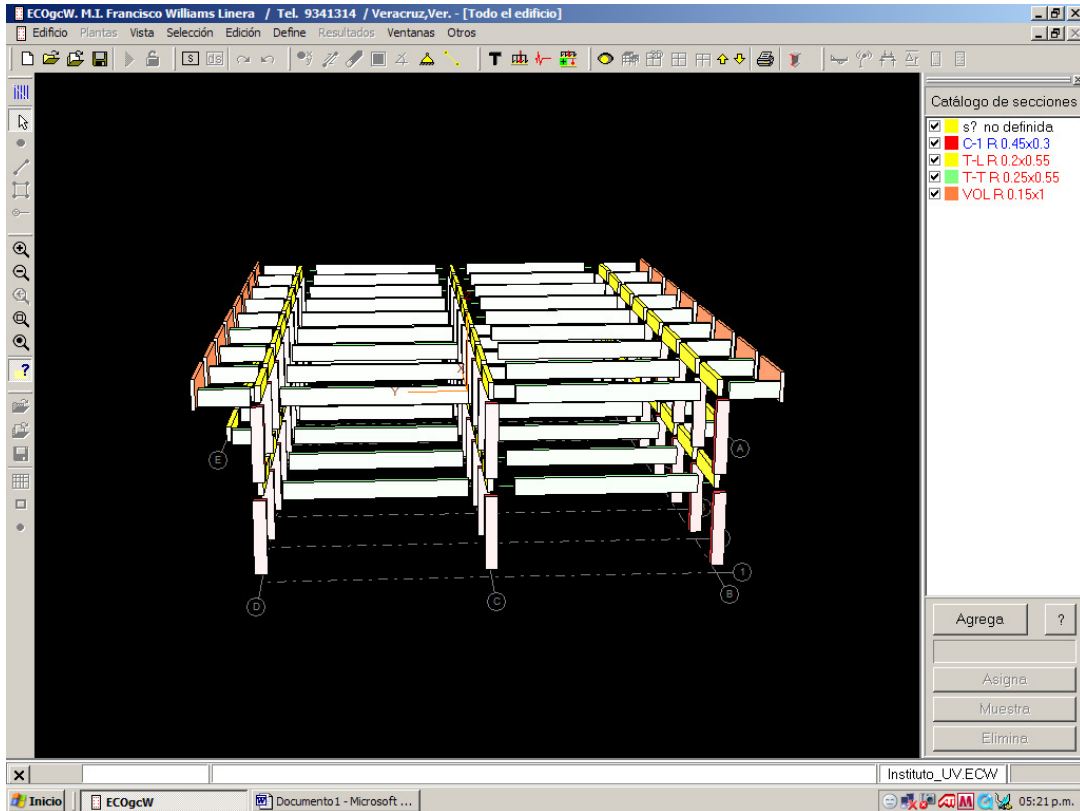 ECOgcW. M.I. Francisco Williams Linera / Tel. 9341314 / Veracruz,Ver. - [Todo el edificio]
Edificio Plantas Vista Selección Edición Define Resultados Ventanas Otros
S ds T
Catálogo de secciones
s? no definida
C-1 R 0.45x0.3
T-L R 0.2x0.55
T-T R 0.25x0.55
VOL R 0.15x1
?
X
Y
E
A
1
B
C
D
Agrega ?
Asigna
Muestra
Elimina
Instituto_UV.ECW
Inicio ECOgcW Documento1 - Microsoft ... 05:21 p.m.